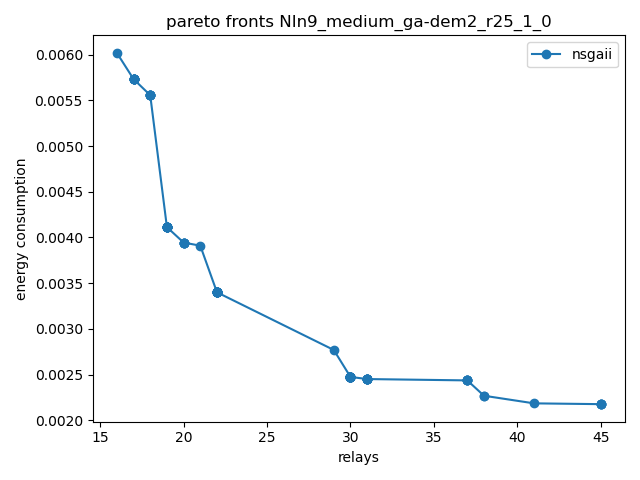 pareto fronts NIn9_medium_ga-dem2_r25_1_0
nsgaii
0.0060
0.0055
0.0050
0.0045
0.0040
0.0035
0.0030
0.0025
0.0020
energy consumption
15 20 25 30 35 40 45
relays